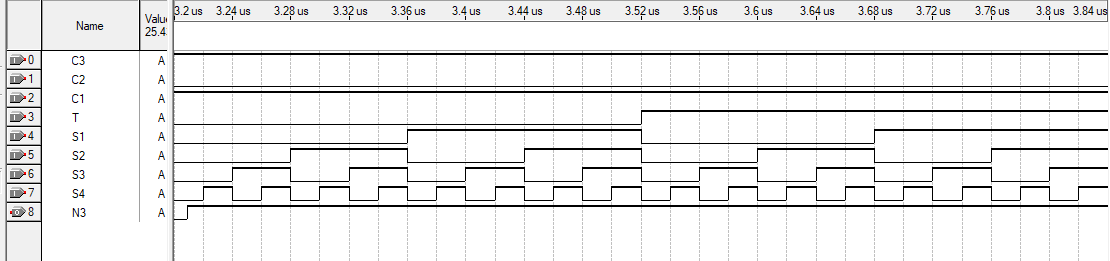 Name
Value
25.4
3.2 us 3.24 us 3.28 us 3.32 us 3.36 us 3.4 us 3.44 us 3.48 us 3.52 us 3.56 us 3.6 us 3.64 us 3.68 us 3.72 us 3.76 us 3.8 us 3.84 us
0 C3 A
1 C2 A
2 C1 A
3 T A
4 S1 A
5 S2 A
6 S3 A
7 S4 A
8 N3 A